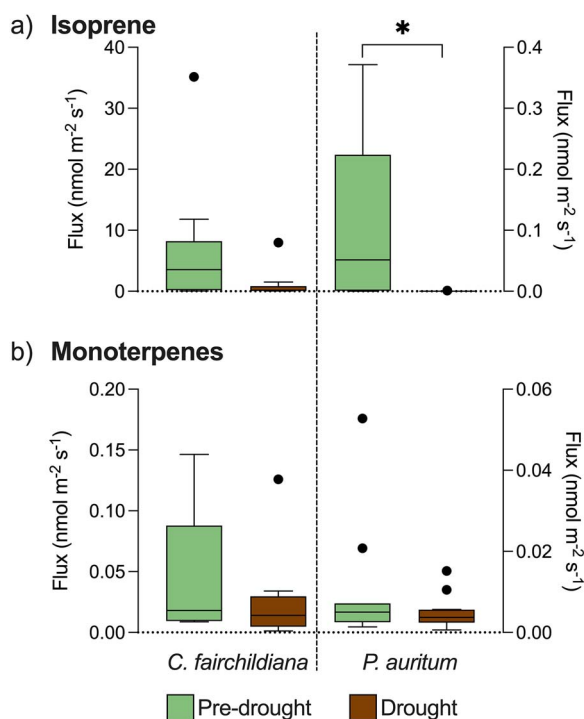 a) Isoprene
Flux (nmol m⁻² s⁻¹)
40
30
20
10
0
*
0.4
0.3
0.2
0.1
0.0
Flux (nmol m⁻² s⁻¹)
b) Monoterpenes
Flux (nmol m⁻² s⁻¹)
0.20
0.15
0.10
0.05
0.00
0.06
0.04
0.02
0.00
Flux (nmol m⁻² s⁻¹)
C. fairchildiana P. auritum
Pre-drought Drought